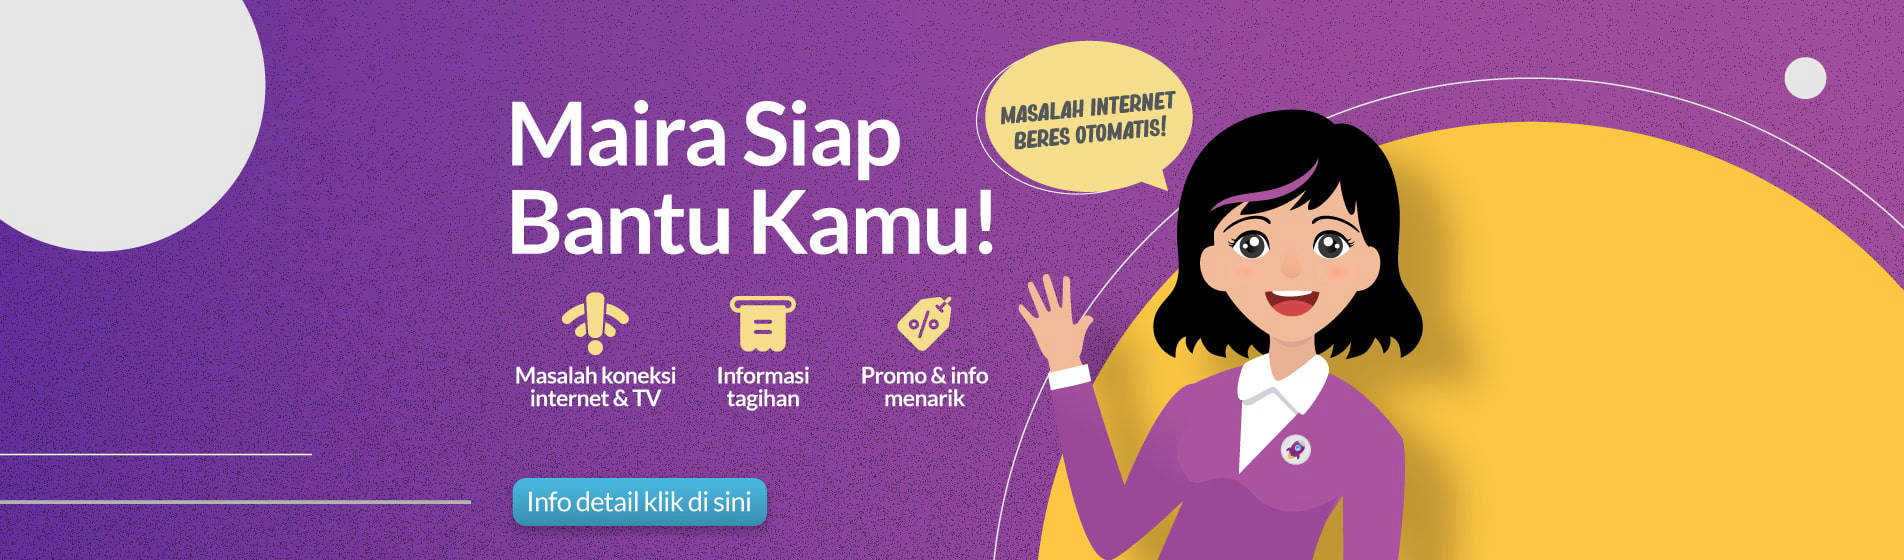 Maira Siap
Bantu Kamu!
MASALAH INTERNET
BERES OTOMATIS!
Masalah koneksi
internet & TV
Informasi
tagihan
Promo & info
menarik
Info detail klik di sini